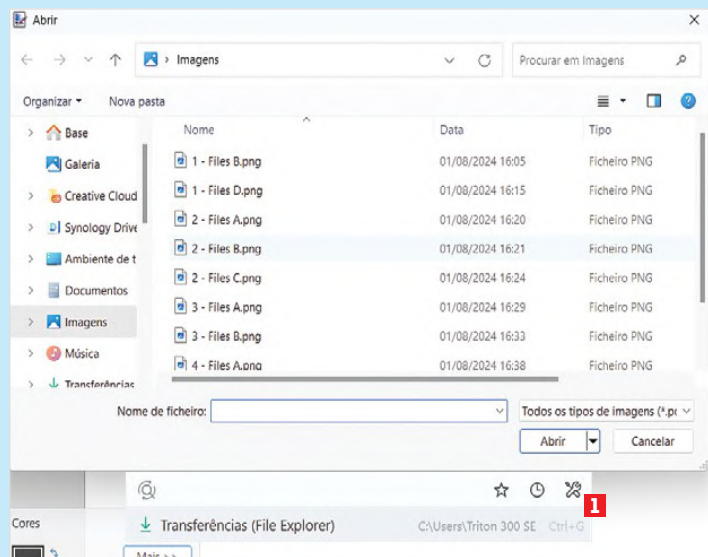 Abrir
Imagens
Procurar em Imagens
Organizar
Nova pasta
Nome
Data
Tipo
Base
Galeria
Creative Cloud
Synology Drive
Ambiente de t
Documentos
Imagens
Música
Transferências
1 - Files B.png 01/08/2024 16:05 Ficheiro PNG
1 - Files D.png 01/08/2024 16:15 Ficheiro PNG
2 - Files A.png 01/08/2024 16:20 Ficheiro PNG
2 - Files B.png 01/08/2024 16:21 Ficheiro PNG
2 - Files C.png 01/08/2024 16:24 Ficheiro PNG
3 - Files A.png 01/08/2024 16:29 Ficheiro PNG
3 - Files B.png 01/08/2024 16:33 Ficheiro PNG
4 - Files A.png 01/08/2024 16:38 Ficheiro PNG
Nome de ficheiro:
Todos os tipos de imagens (*.pı
Abrir
Cancelar
1
Cores
Transferências (File Explorer)
C:\Users\Triton 300 SE
Ctrl+G
Mais >>